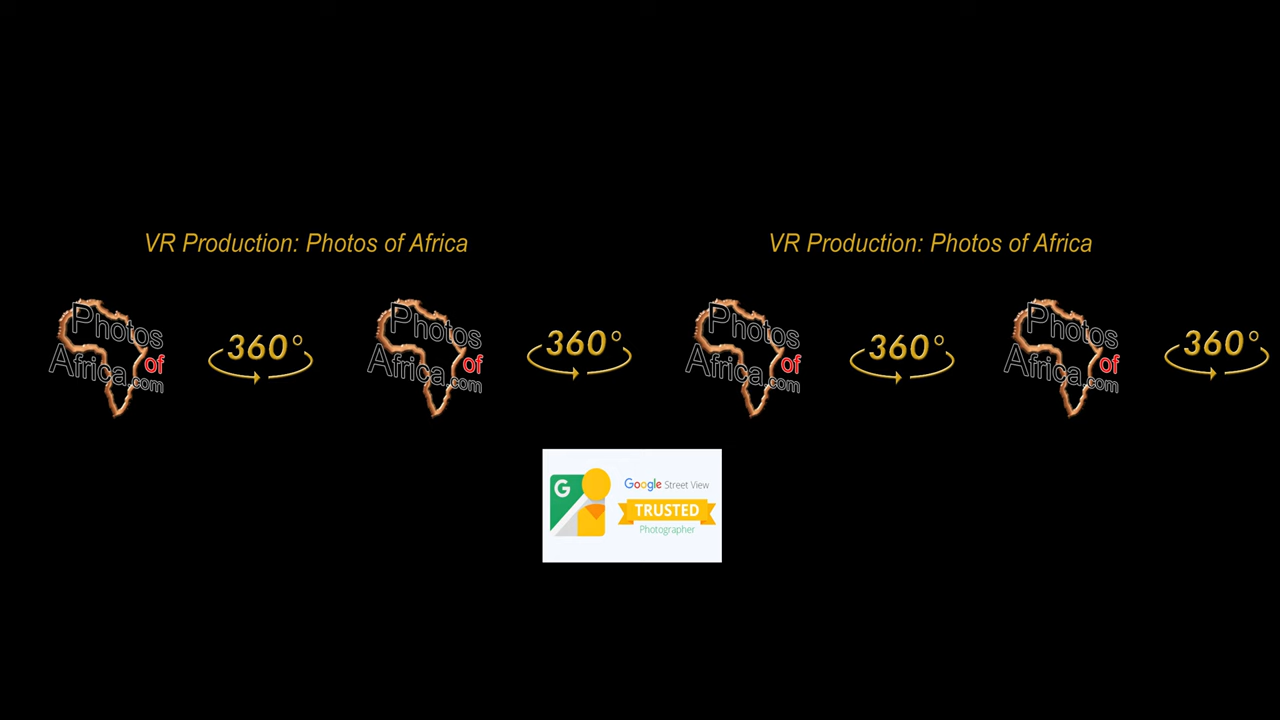 VR Production: Photos of Africa
VR Production: Photos of Africa
Photos
of
Africa.com
360°
Photos
of
Africa.com
360°
Photos
of
Africa.com
360°
Photos
of
Africa.com
360°
G
Google Street View
TRUSTED
Photographer